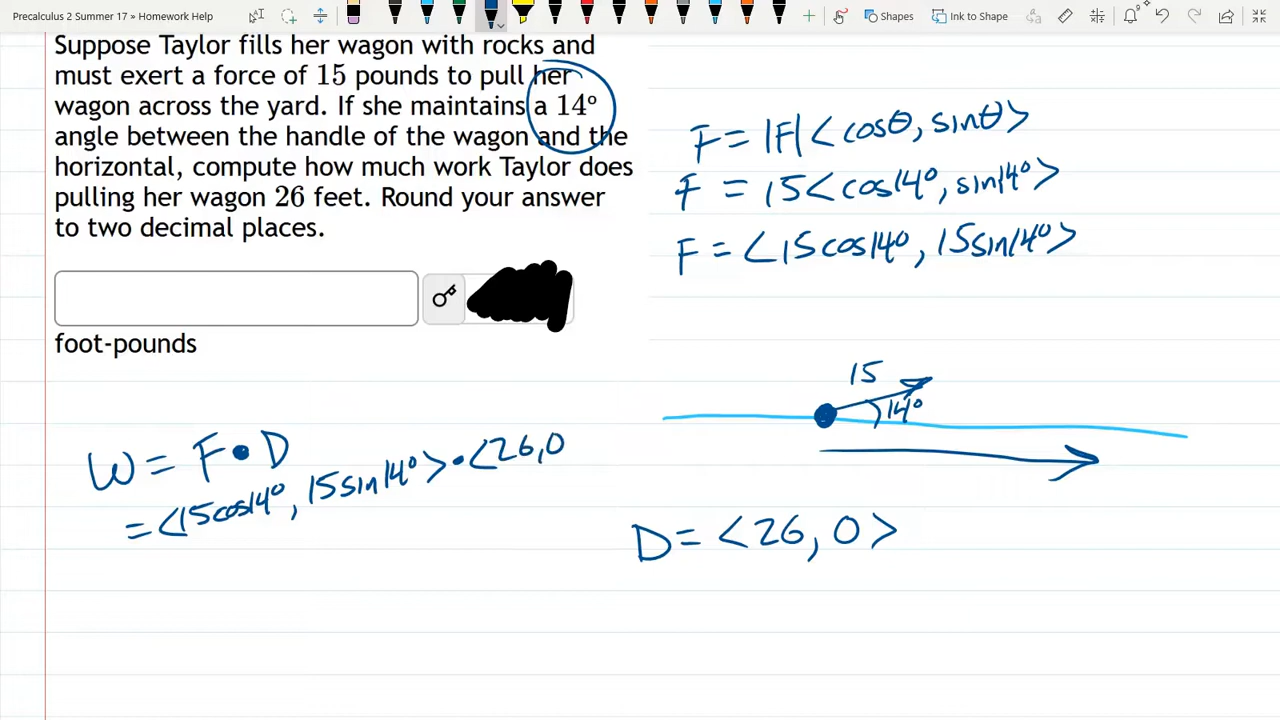 Precalculus 2 Summer 17 » Homework Help
Shapes
Ink to Shape
9+
Suppose Taylor fills her wagon with rocks and
must exert a force of 15 pounds to pull her
wagon across the yard. If she maintains a 14°
angle between the handle of the wagon and the
horizontal, compute how much work Taylor does
pulling her wagon 26 feet. Round your answer
to two decimal places.
foot-pounds
F = |F| <cosθ, sinθ>
F = 15<cos14°, sin14°>
F = <15cos14°, 15sin14°>
15
14°
W = F • D
= <15cos14°, 15sin14°> • <26,0
D = <26, 0>